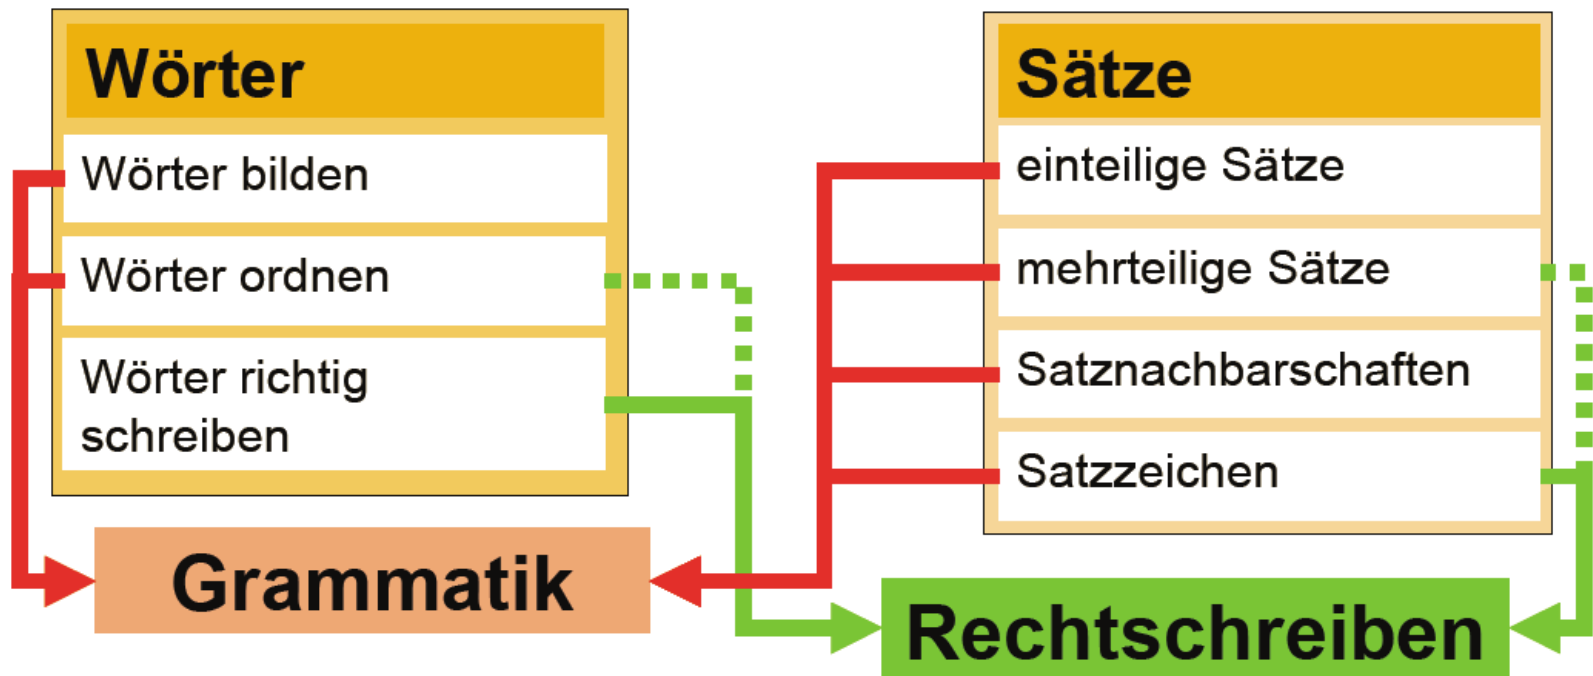 Wörter
Wörter bilden
Wörter ordnen
Wörter richtig
schreiben
Sätze
einteilige Sätze
mehrteilige Sätze
Satznachbarschaften
Satzzeichen
Grammatik
Rechtschreiben